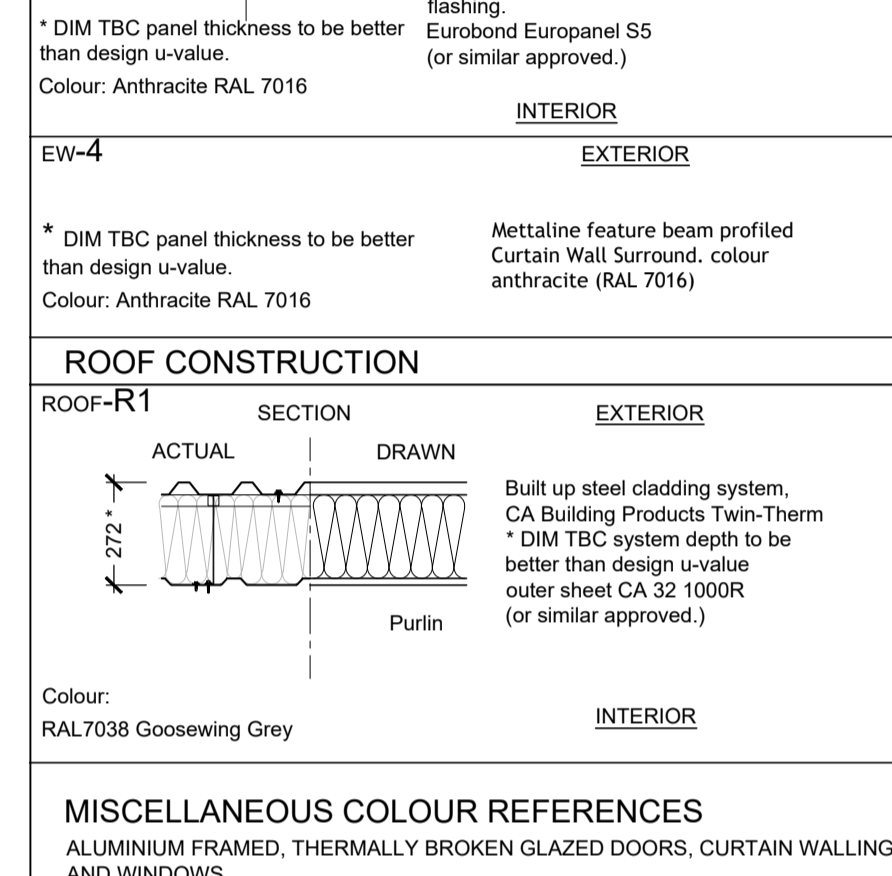 flashing.
* DIM TBC panel thickness to be better
than design u-value.
Colour: Anthracite RAL 7016
Eurobond Europanel S5
(or similar approved.)
INTERIOR
EW-4
EXTERIOR
* DIM TBC panel thickness to be better
than design u-value.
Colour: Anthracite RAL 7016
Mettaline feature beam profiled
Curtain Wall Surround. colour
anthracite (RAL 7016)
ROOF CONSTRUCTION
ROOF-R1
SECTION
EXTERIOR
ACTUAL
DRAWN
272 *
Built up steel cladding system,
CA Building Products Twin-Therm
* DIM TBC system depth to be
better than design u-value
outer sheet CA 32 1000R
(or similar approved.)
Purlin
Colour:
RAL7038 Goosewing Grey
INTERIOR
MISCELLANEOUS COLOUR REFERENCES
ALUMINIUM FRAMED, THERMALLY BROKEN GLAZED DOORS, CURTAIN WALLING
AND WINDOWS